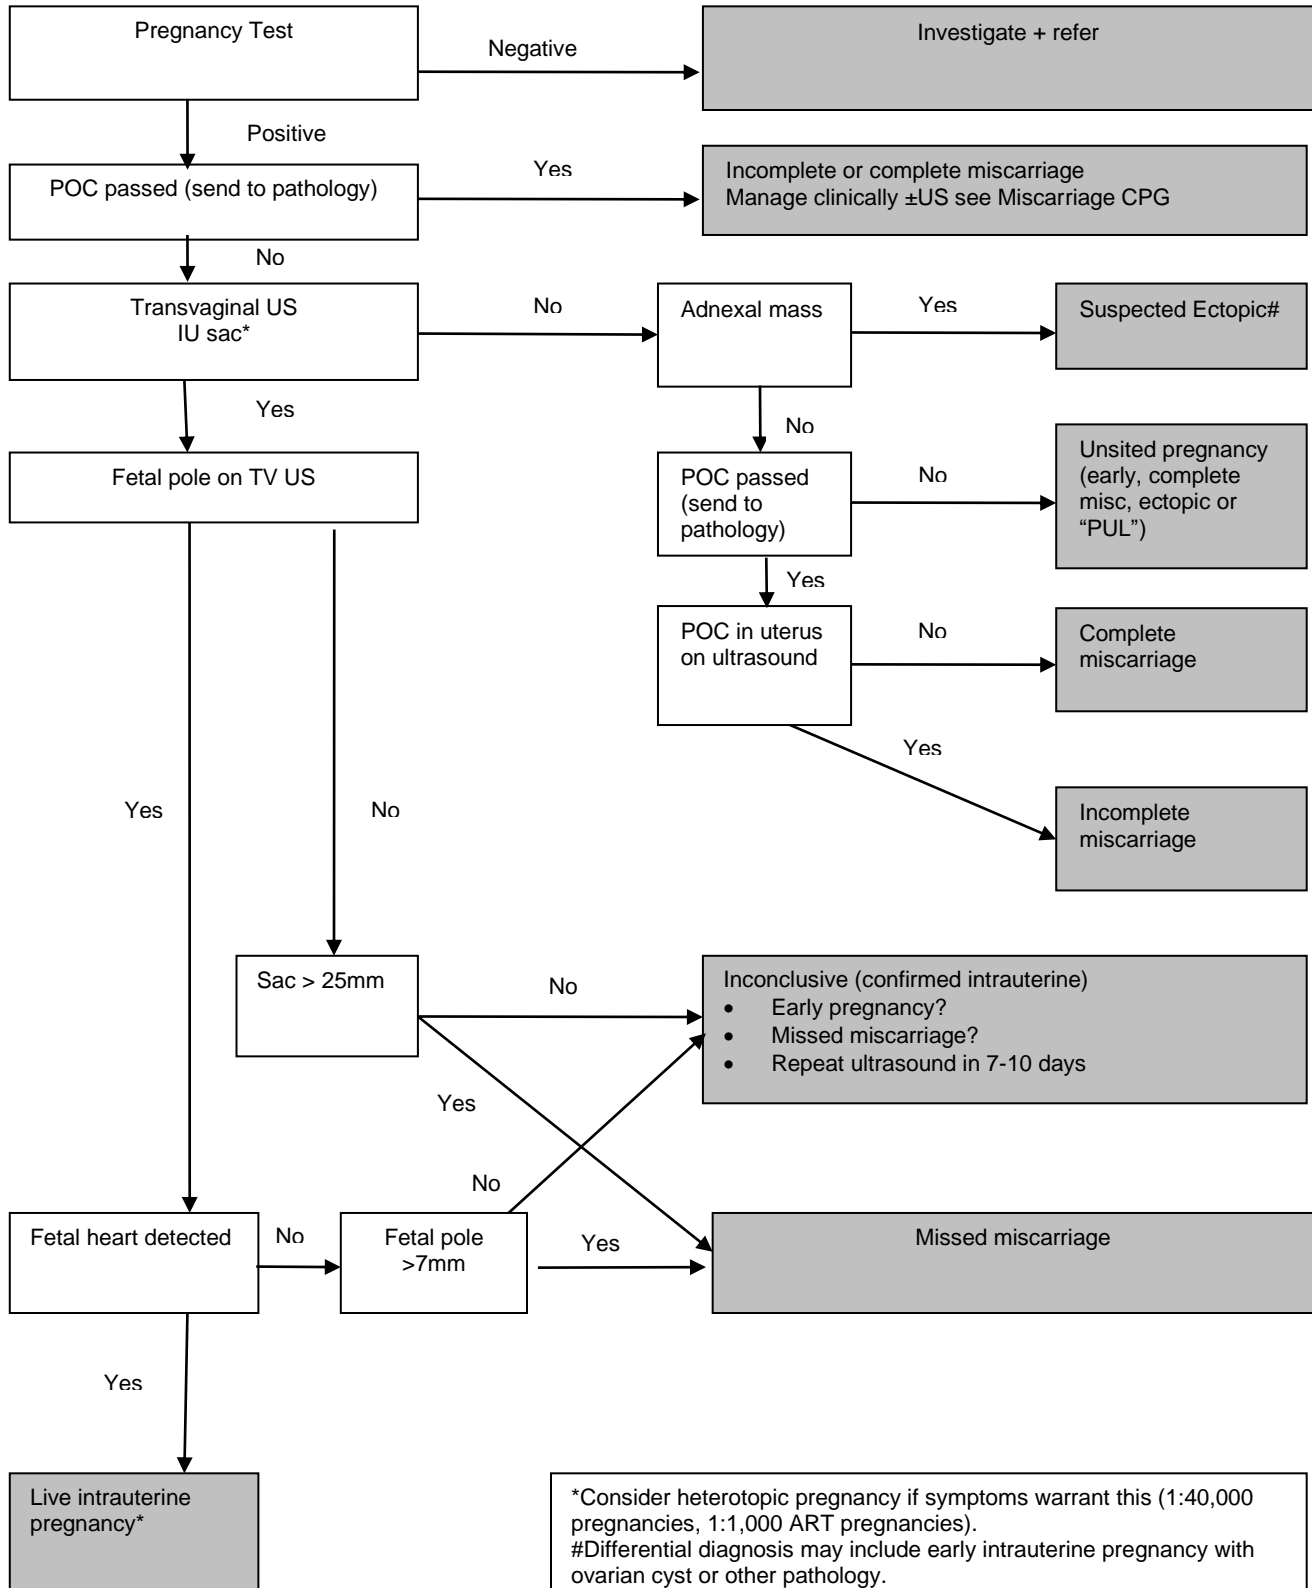 Pregnancy Test
Negative
Investigate + refer
Positive
POC passed (send to pathology)
Yes
Incomplete or complete miscarriage
Manage clinically ±US see Miscarriage CPG
No
Transvaginal US
IU sac*
No
Adnexal mass
Yes
Suspected Ectopic#
Yes
No
Fetal pole on TV US
POC passed
(send to
pathology)
No
Unsited pregnancy
(early, complete
misc, ectopic or
“PUL”)
Yes
POC in uterus
on ultrasound
No
Complete
miscarriage
Yes
Yes
No
Incomplete
miscarriage
Sac > 25mm
No
Inconclusive (confirmed intrauterine)
• Early pregnancy?
• Missed miscarriage?
• Repeat ultrasound in 7-10 days
Yes
No
Fetal heart detected
No
Fetal pole
>7mm
Yes
Missed miscarriage
Yes
Live intrauterine
pregnancy*
*Consider heterotopic pregnancy if symptoms warrant this (1:40,000
pregnancies, 1:1,000 ART pregnancies).
#Differential diagnosis may include early intrauterine pregnancy with
ovarian cyst or other pathology.